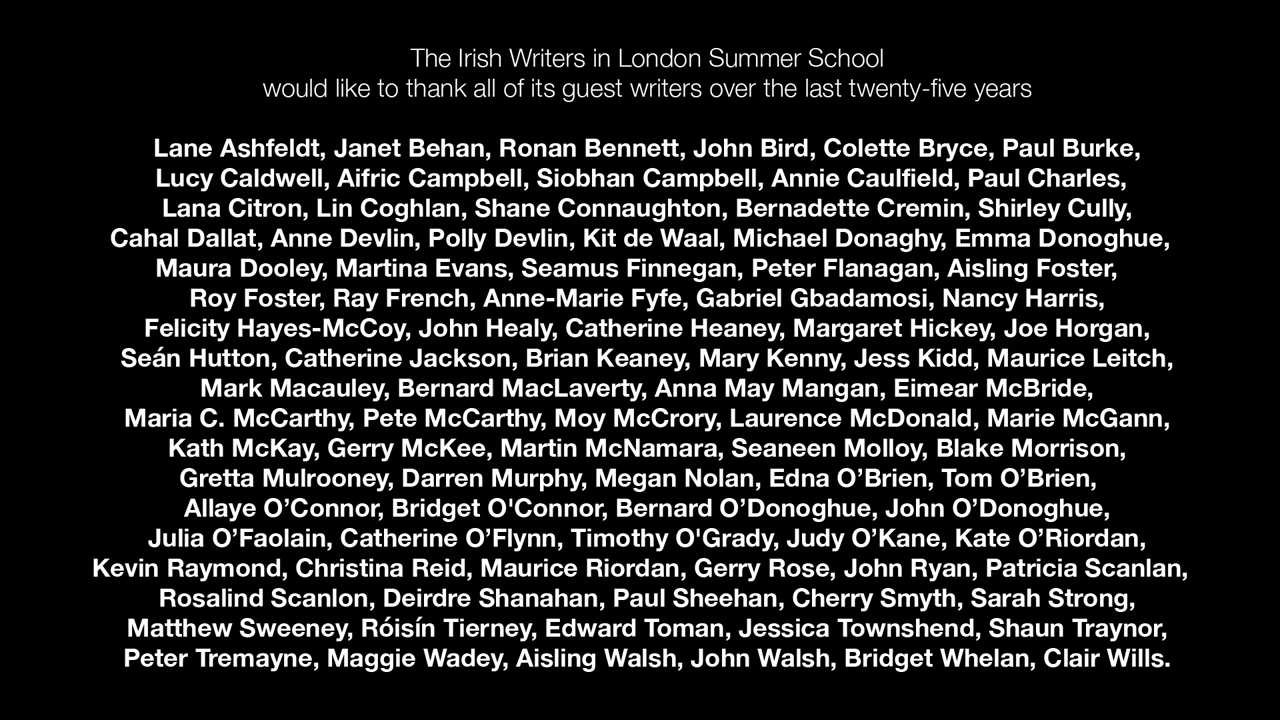 The Irish Writers in London Summer School
would like to thank all of its guest writers over the last twenty-five years
Lane Ashfeldt, Janet Behan, Ronan Bennett, John Bird, Colette Bryce, Paul Burke,
Lucy Caldwell, Aifric Campbell, Siobhan Campbell, Annie Caulfield, Paul Charles,
Lana Citron, Lin Coghlan, Shane Connaughton, Bernadette Cremin, Shirley Cully,
Cahal Dallat, Anne Devlin, Polly Devlin, Kit de Waal, Michael Donaghy, Emma Donoghue,
Maura Dooley, Martina Evans, Seamus Finnegan, Peter Flanagan, Aisling Foster,
Roy Foster, Ray French, Anne-Marie Fyfe, Gabriel Gbadamosi, Nancy Harris,
Felicity Hayes-McCoy, John Healy, Catherine Heaney, Margaret Hickey, Joe Horgan,
Seán Hutton, Catherine Jackson, Brian Keaney, Mary Kenny, Jess Kidd, Maurice Leitch,
Mark Macauley, Bernard MacLaverty, Anna May Mangan, Eimear McBride,
Maria C. McCarthy, Pete McCarthy, Moy McCrory, Laurence McDonald, Marie McGann,
Kath McKay, Gerry McKee, Martin McNamara, Seaneen Molloy, Blake Morrison,
Gretta Mulrooney, Darren Murphy, Megan Nolan, Edna O’Brien, Tom O’Brien,
Allaye O’Connor, Bridget O'Connor, Bernard O’Donoghue, John O’Donoghue,
Julia O’Faolain, Catherine O’Flynn, Timothy O'Grady, Judy O’Kane, Kate O’Riordan,
Kevin Raymond, Christina Reid, Maurice Riordan, Gerry Rose, John Ryan, Patricia Scanlan,
Rosalind Scanlon, Deirdre Shanahan, Paul Sheehan, Cherry Smyth, Sarah Strong,
Matthew Sweeney, Róisín Tierney, Edward Toman, Jessica Townshend, Shaun Traynor,
Peter Tremayne, Maggie Wadey, Aisling Walsh, John Walsh, Bridget Whelan, Clair Wills.